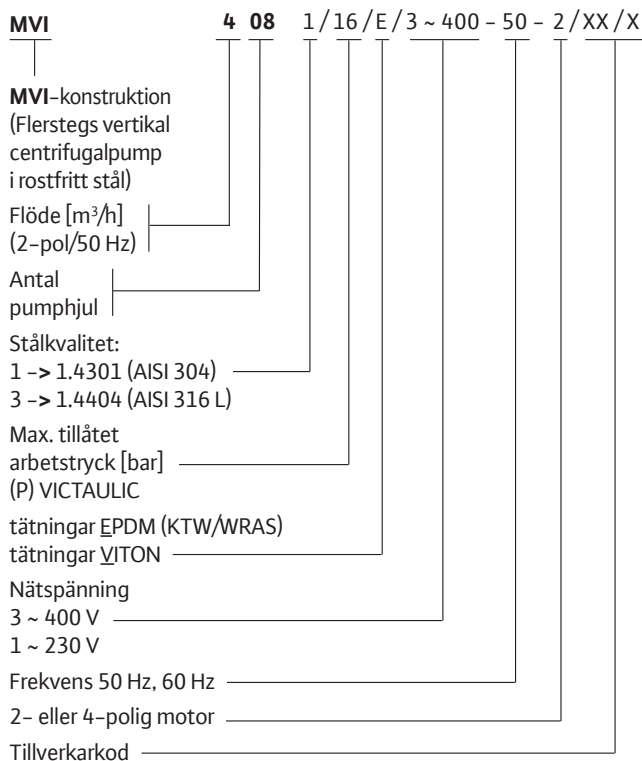 MVI 4 08 1/16/E/3 ~ 400 - 50 - 2/XX/X
MVI-konstruktion
(Flerstegs vertikal
centrifugalpump
i rostfritt stål)
Flöde [m³/h]
(2-pol/50 Hz)
Antal
pumphjul
Stålkvalitet:
1 -> 1.4301 (AISI 304)
3 -> 1.4404 (AISI 316 L)
Max. tillåtet
arbetstryck [bar]
(P) VICTAULIC
tätningar EPDM (KTW/WRAS)
tätningar VITON
Nätspänning
3 ~ 400 V
1 ~ 230 V
Frekvens 50 Hz, 60 Hz
2- eller 4-polig motor
Tillverkarkod